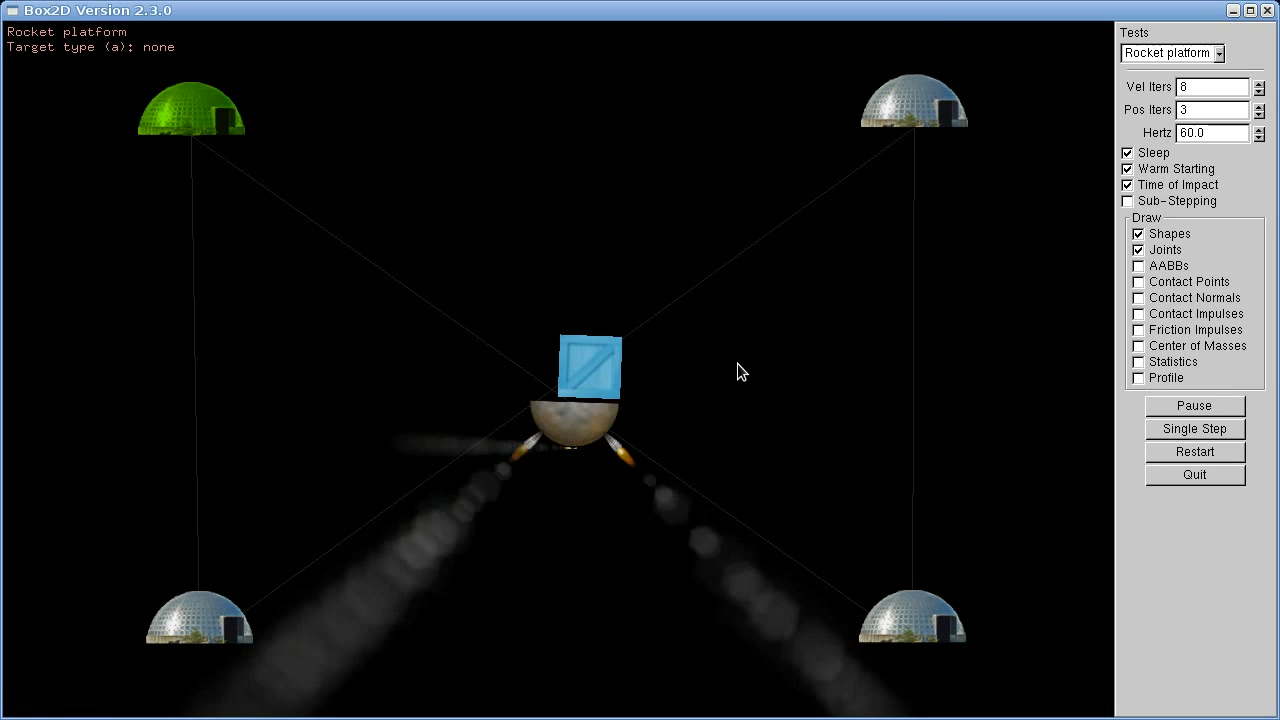 Box2D Version 2.3.0
Rocket platform
Target type (a): none
Tests
Rocket platform
Vel Iters 8
Pos Iters 3
Hertz 60.0
Sleep
Warm Starting
Time of Impact
Sub-Stepping
Draw
Shapes
Joints
AABBs
Contact Points
Contact Normals
Contact Impulses
Friction Impulses
Center of Masses
Statistics
Profile
Pause
Single Step
Restart
Quit